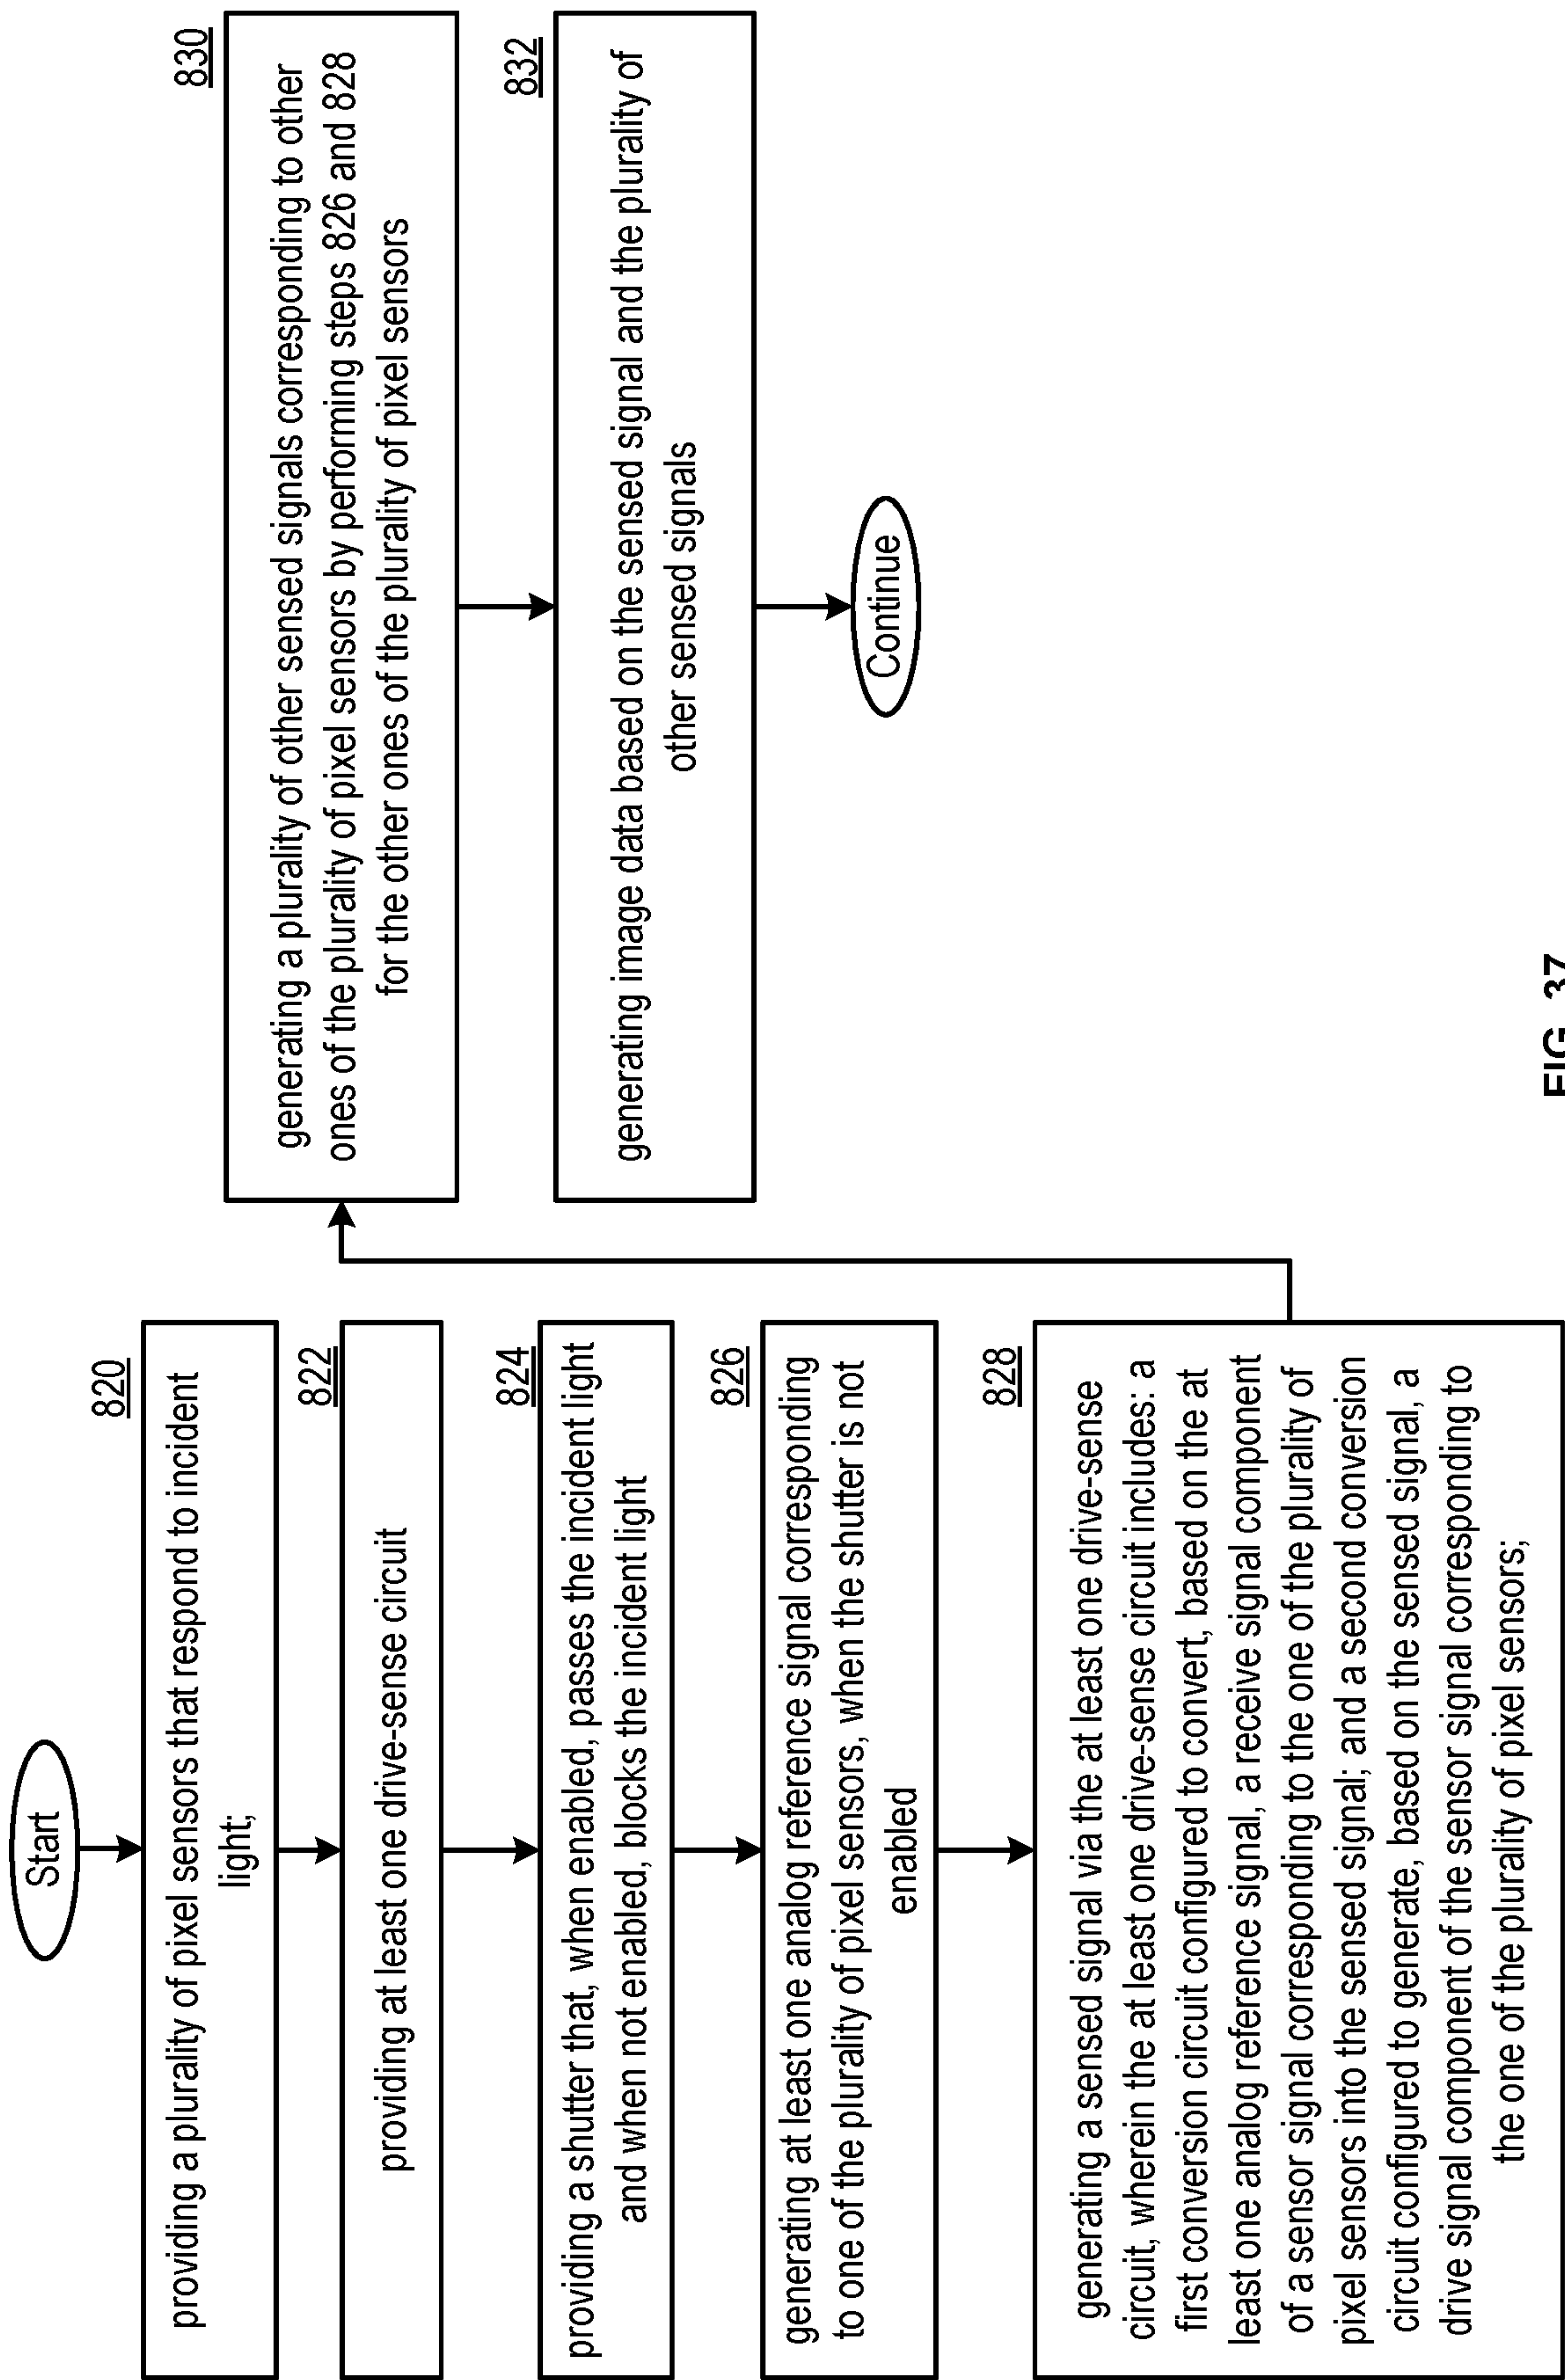 Start
820
providing a plurality of pixel sensors that respond to incident
light;
822
providing at least one drive-sense circuit
824
providing a shutter that, when enabled, passes the incident light
and when not enabled, blocks the incident light
826
generating at least one analog reference signal corresponding
to one of the plurality of pixel sensors, when the shutter is not
enabled
828
generating a sensed signal via the at least one drive-sense
circuit, wherein the at least one drive-sense circuit includes: a
first conversion circuit configured to convert, based on the at
least one analog reference signal, a receive signal component
of a sensor signal corresponding to the one of the plurality of
pixel sensors into the sensed signal; and a second conversion
circuit configured to generate, based on the sensed signal, a
drive signal component of the sensor signal corresponding to
the one of the plurality of pixel sensors;
830
generating a plurality of other sensed signals corresponding to other
ones of the plurality of pixel sensors by performing steps 826 and 828
for the other ones of the plurality of pixel sensors
832
generating image data based on the sensed signal and the plurality of
other sensed signals
Continue
FIG. 37